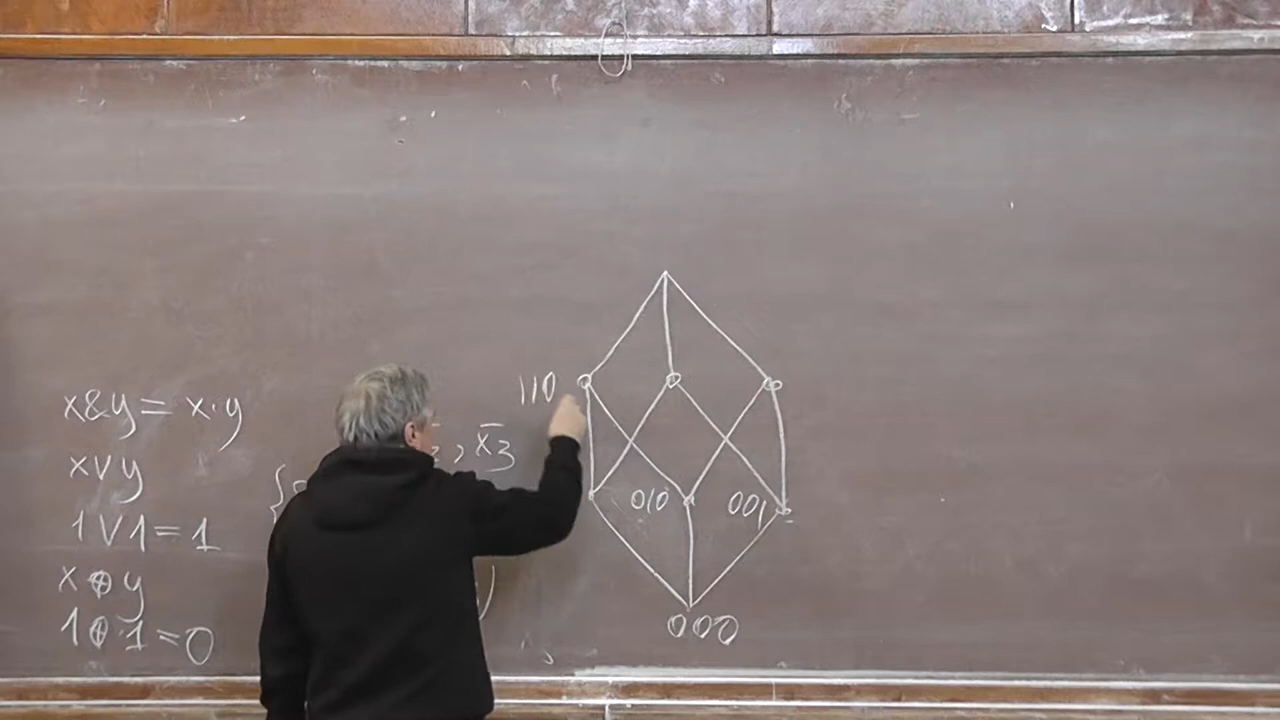 x&y = x·y
x∨y
1∨1=1
x⊕y
1⊕1=0
, x̄3
{
110
010
001
000